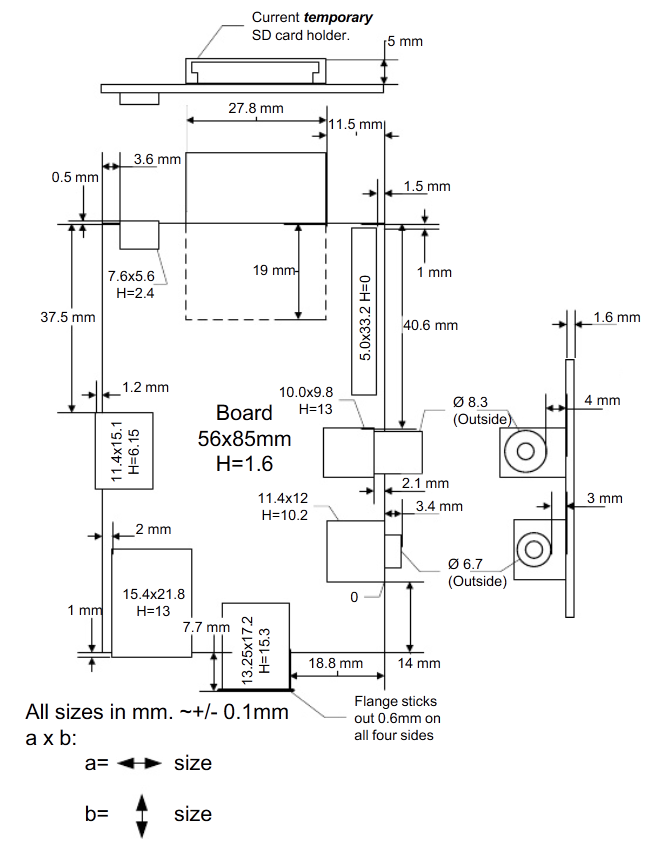 Current temporary
SD card holder.
5 mm
27.8 mm
11.5 mm
3.6 mm
0.5 mm
1.5 mm
7.6x5.6
H=2.4
19 mm
5.0x33.2 H=0
1 mm
37.5 mm
40.6 mm
1.6 mm
1.2 mm
10.0x9.8
H=13
Ø 8.3
(Outside)
4 mm
Board
56x85mm
H=1.6
11.4x15.1
H=6.15
2.1 mm
11.4x12
H=10.2
3.4 mm
3 mm
2 mm
Ø 6.7
(Outside)
15.4x21.8
H=13
0
1 mm
7.7 mm
13.25x17.2
H=15.3
18.8 mm
14 mm
Flange sticks
out 0.6mm on
all four sides
All sizes in mm. ~+/- 0.1mm
a x b:
a= size
b= size